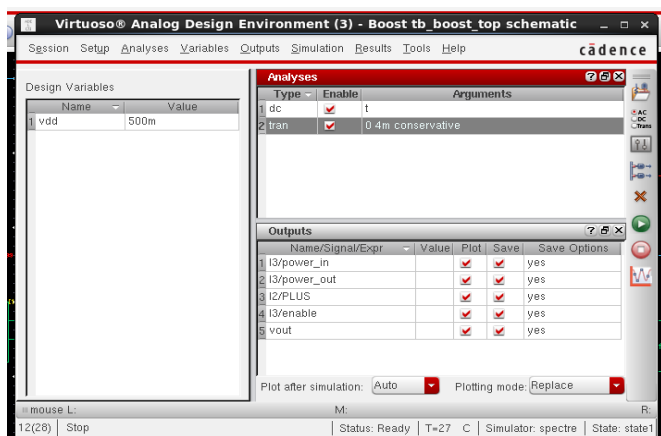 Virtuoso® Analog Design Environment (3) - Boost tb_boost_top schematic
Session Setup Analyses Variables Outputs Simulation Results Tools Help
cādence
Design Variables
Name Value
1 vdd 500m
Analyses
Type Enable Arguments
1 dc t
2 tran 0 4m conservative
Outputs
Name/Signal/Expr Value Plot Save Save Options
1 I3/power_in yes
2 I3/power_out yes
3 I2/PLUS yes
4 I3/enable yes
5 vout yes
Plot after simulation: Auto Plotting mode: Replace
AC
DC
Trans
mouse L: M: R:
12(28) Stop Status: Ready T=27 C Simulator: spectre State: state1